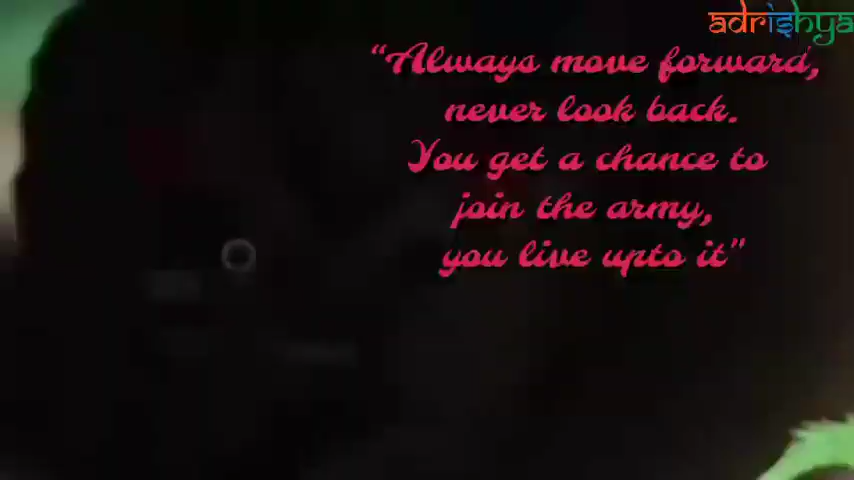 adrishya
“Always move forward,
never look back.
You get a chance to
join the army,
you live upto it”